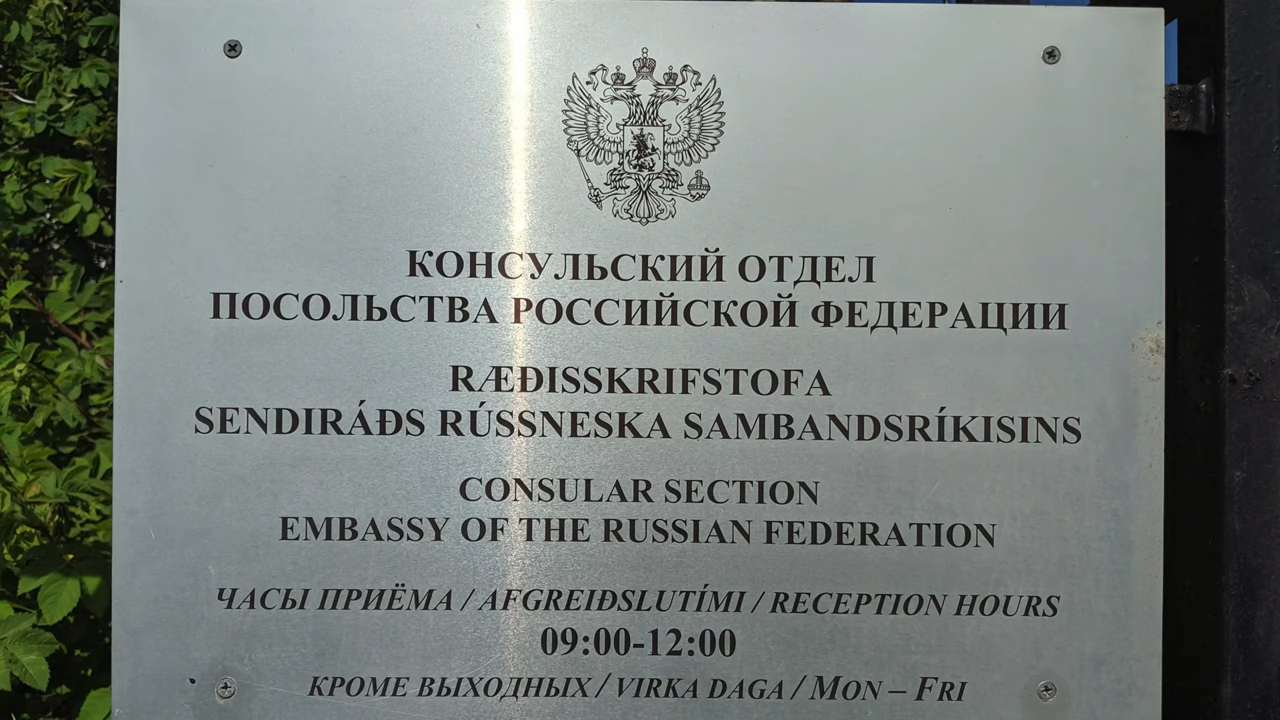 КОНСУЛЬСКИЙ ОТДЕЛ
ПОСОЛЬСТВА РОССИЙСКОЙ ФЕДЕРАЦИИ
RÆÐISSKRIFSTOFA
SENDIRÁÐS RÚSSNESKA SAMBANDSRÍKISINS
CONSULAR SECTION
EMBASSY OF THE RUSSIAN FEDERATION
ЧАСЫ ПРИЁМА / AFGREIÐSLUTÍMI / RECEPTION HOURS
09:00-12:00
КРОМЕ ВЫХОДНЫХ / VIRKA DAGA / MON – FRI